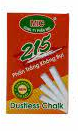 MIC
215
Phấn Trắng Không Bụi
Dustless Chalk